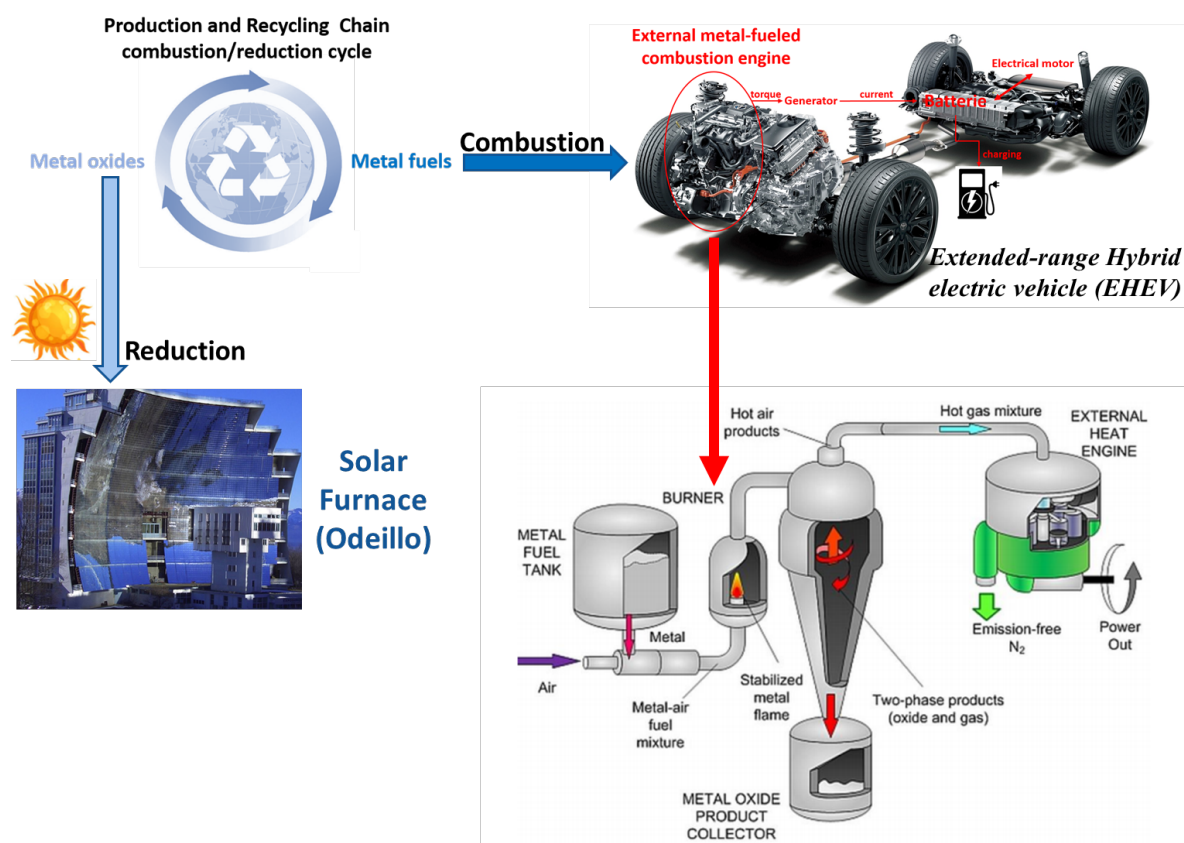 Production and Recycling Chain
combustion/reduction cycle
Metal oxides
Metal fuels
Combustion
External metal-fueled
combustion engine
torque
Generator
current
Batterie
Electrical motor
charging
Extended-range Hybrid
electric vehicle (EHEV)
Reduction
Solar
Furnace
(Odeillo)
Hot air
products
Hot gas mixture
EXTERNAL
HEAT
ENGINE
BURNER
METAL
FUEL
TANK
Metal
Air
Metal-air
fuel
mixture
Stabilized
metal
flame
Two-phase products
(oxide and gas)
Emission-free
N₂
Power
Out
METAL OXIDE
PRODUCT
COLLECTOR